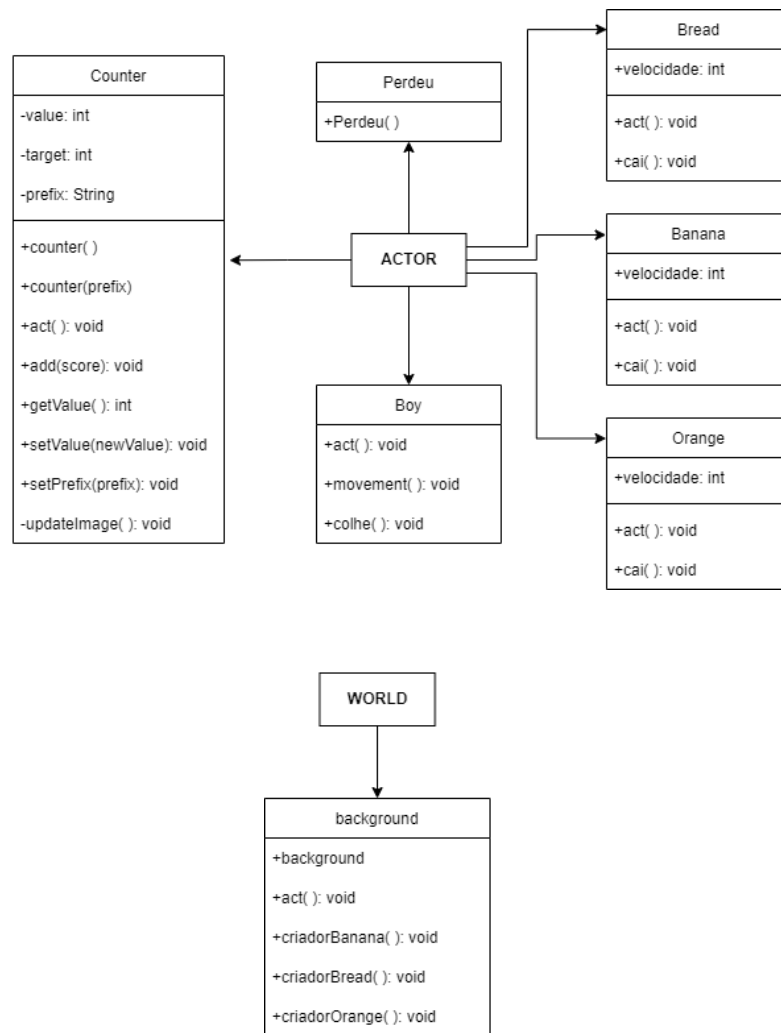 Counter
-value: int
-target: int
-prefix: String
+counter( )
+counter(prefix)
+act( ): void
+add(score): void
+getValue( ): int
+setValue(newValue): void
+setPrefix(prefix): void
-updateImage( ): void
Perdeu
+Perdeu( )
ACTOR
Boy
+act( ): void
+movement( ): void
+colhe( ): void
Bread
+velocidade: int
+act( ): void
+cai( ): void
Banana
+velocidade: int
+act( ): void
+cai( ): void
Orange
+velocidade: int
+act( ): void
+cai( ): void
WORLD
background
+background
+act( ): void
+criadorBanana( ): void
+criadorBread( ): void
+criadorOrange( ): void